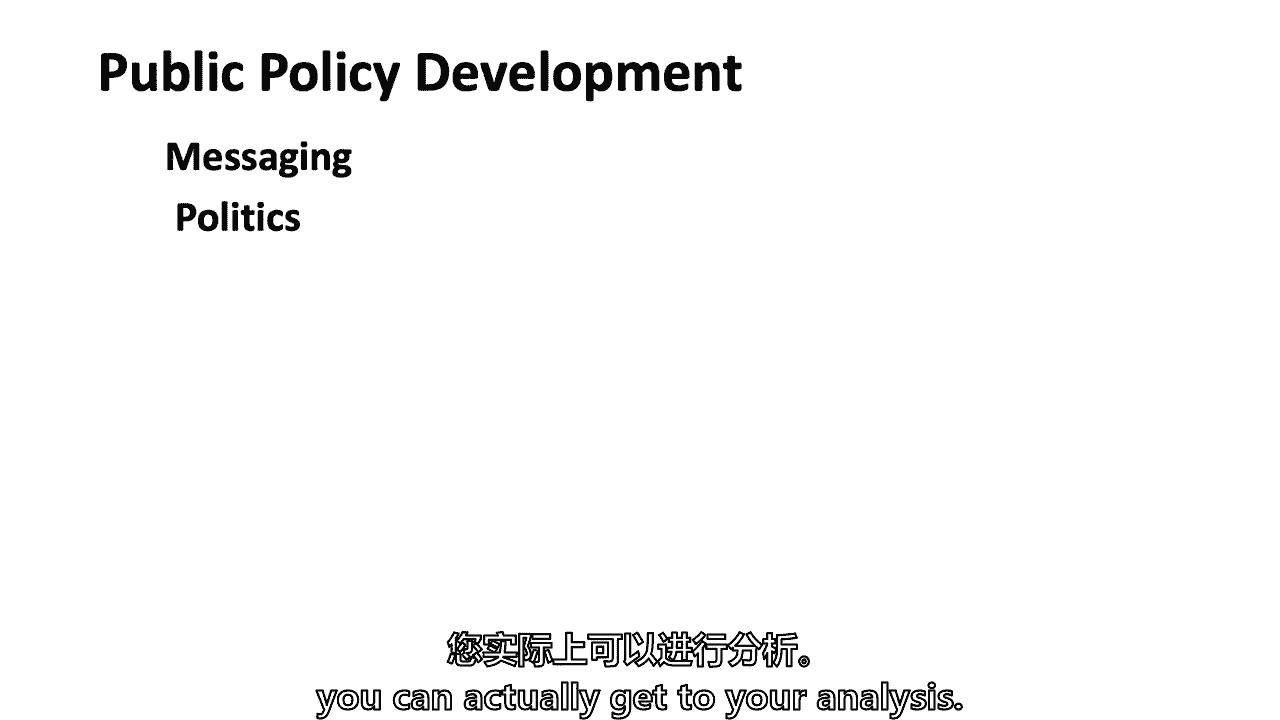 Public Policy Development
Messaging
Politics
您实际上可以进行分析。
you can actually get to your analysis.